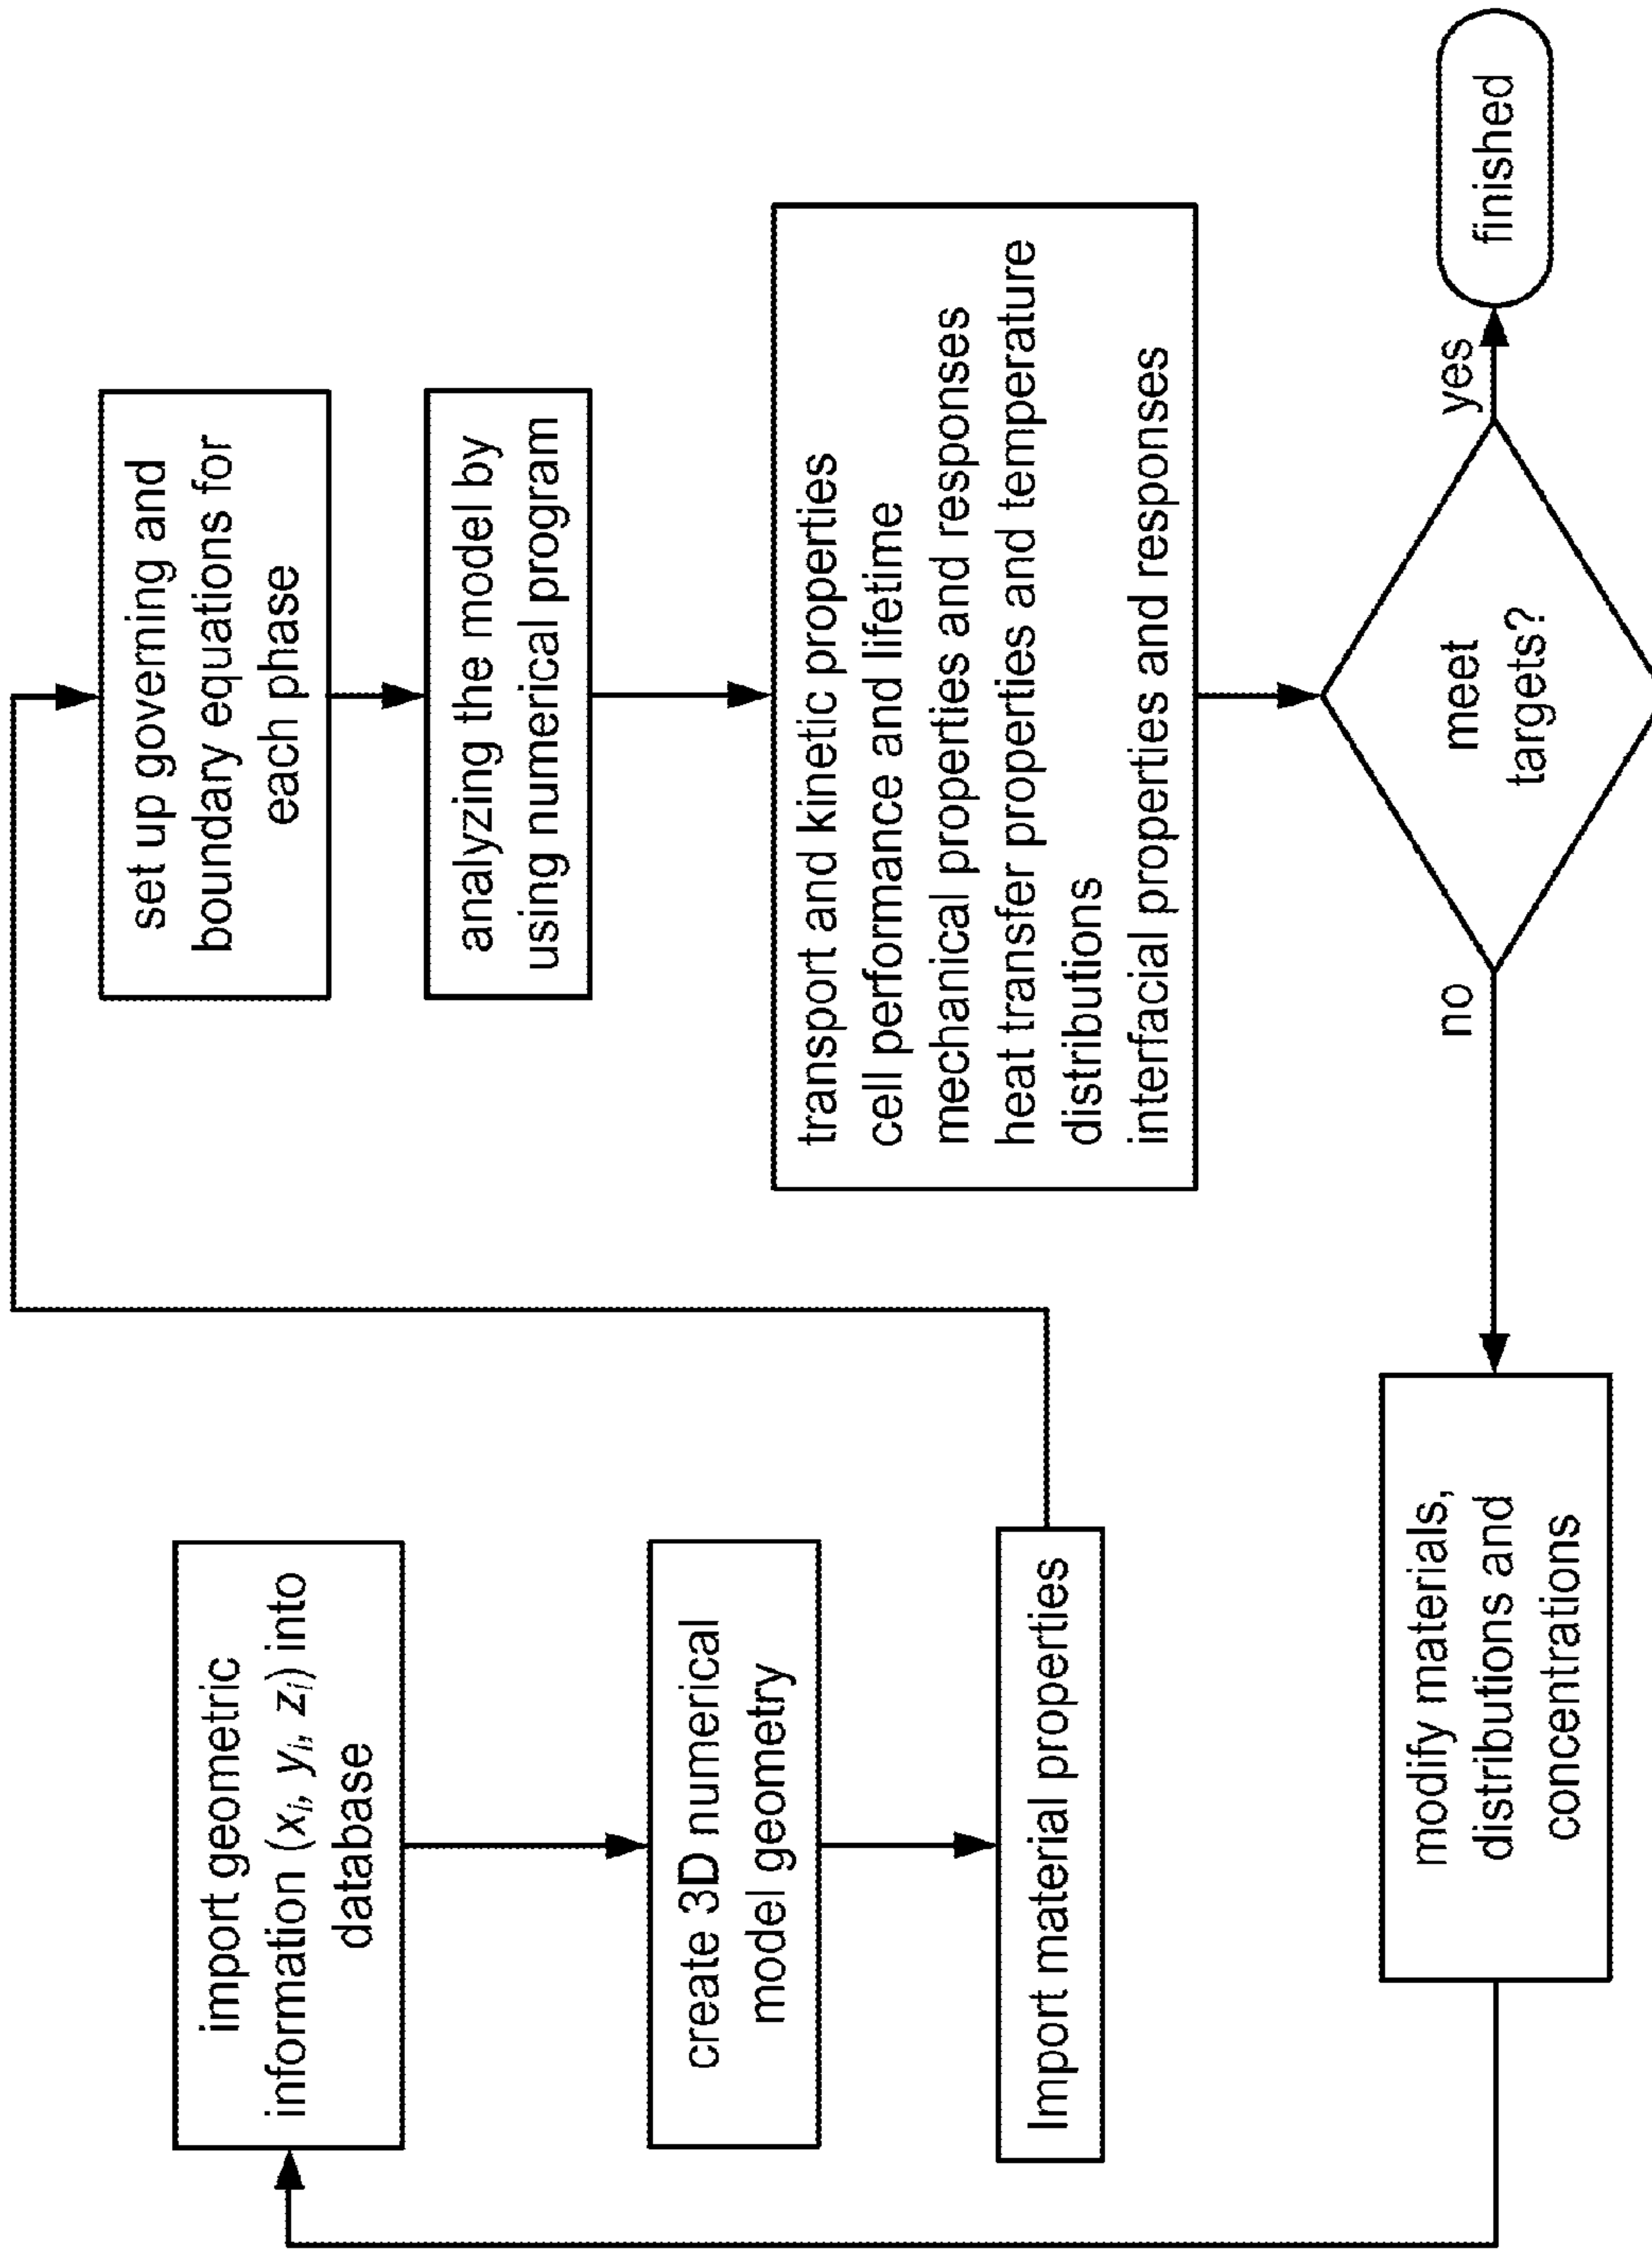 import geometric
information (xᵢ, yᵢ, zᵢ) into
database
create 3D numerical
model geometry
Import material properties
set up governing and
boundary equations for
each phase
analyzing the model by
using numerical program
transport and kinetic properties
cell performance and lifetime
mechanical properties and responses
heat transfer properties and temperature
distributions
interfacial properties and responses
meet
targets?
yes
finished
no
modify materials,
distributions and
concentrations